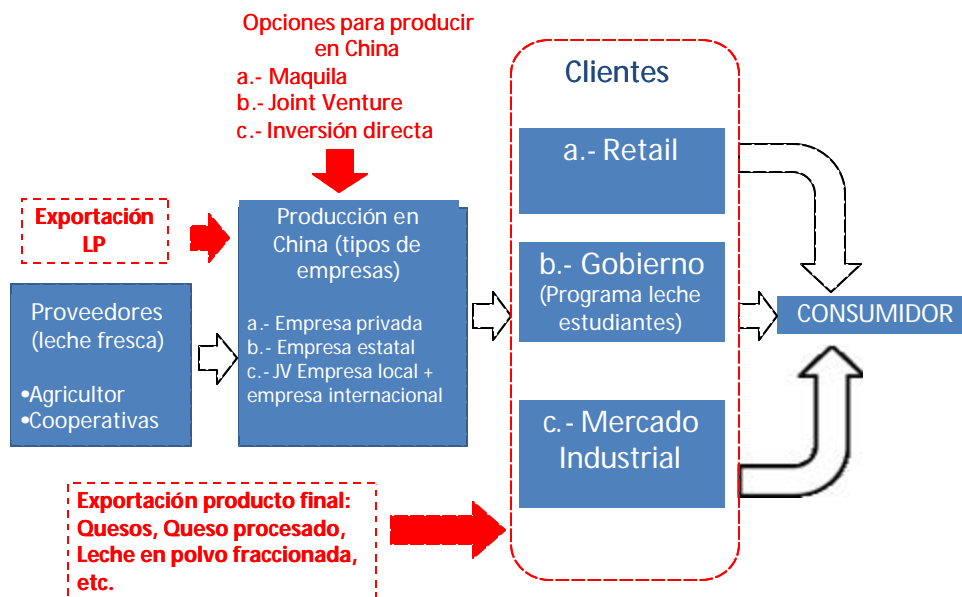 Opciones para producir
en China
a.- Maquila
b.- Joint Venture
c.- Inversión directa
Exportación
LP
Proveedores
(leche fresca)
•Agricultor
•Cooperativas
Producción en
China (tipos de
empresas)
a.- Empresa privada
b.- Empresa estatal
c.- JV Empresa local +
empresa internacional
Clientes
a.- Retail
b.- Gobierno
(Programa leche
estudiantes)
c.- Mercado
Industrial
CONSUMIDOR
Exportación producto final:
Quesos, Queso procesado,
Leche en polvo fraccionada,
etc.